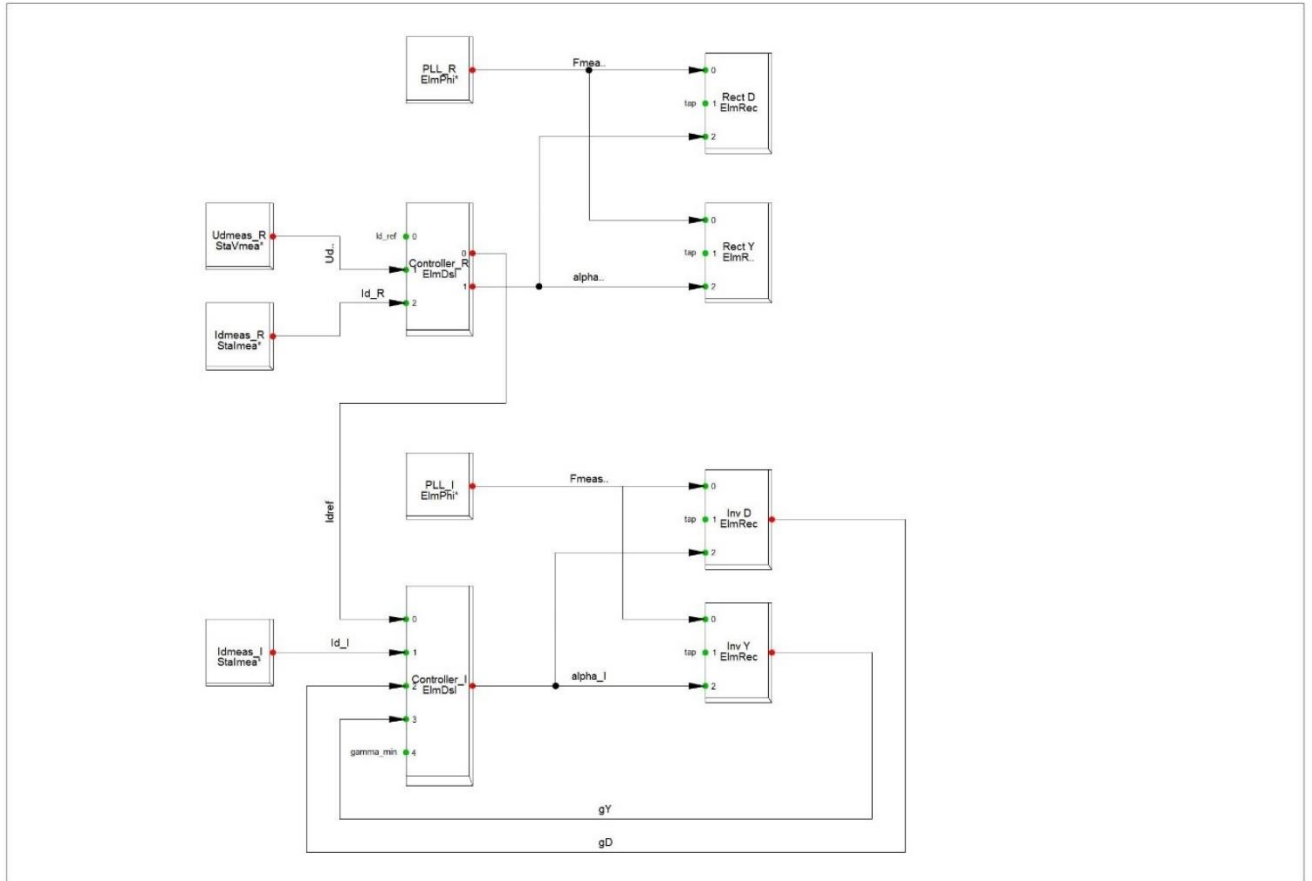 PLL_R
ElmPhi*
Fmea..
0
Rect D
ElmRec
tap
1
2
Udmeas_R
StaVmea*
Ud..
Id_ref
0
0
Controller_R
ElmDsl
1
1
2
Id_R
alpha..
0
Rect Y
ElmR..
tap
1
2
Idmeas_R
StaImea*
Idref
PLL_I
ElmPhi*
Fmeas..
0
Inv D
ElmRec
tap
1
2
Idmeas_I
StaImea*
Id_I
0
1
Controller_I
ElmDsl
2
3
gamma_min
4
alpha_I
0
Inv Y
ElmRec
tap
1
2
gY
gD